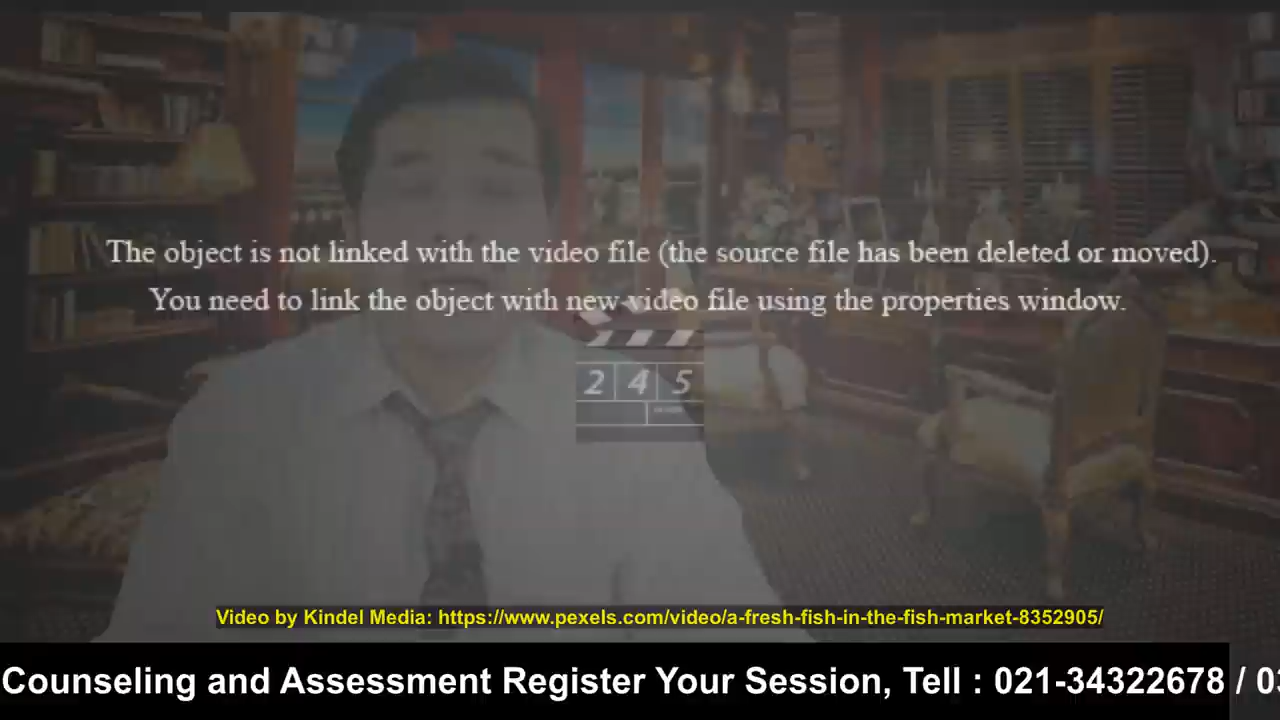 The object is not linked with the video file (the source file has been deleted or moved).
You need to link the object with new video file using the properties window.
2 4 5
Video by Kindel Media: https://www.pexels.com/video/a-fresh-fish-in-the-fish-market-8352905/
Counseling and Assessment Register Your Session, Tell : 021-34322678 / 03